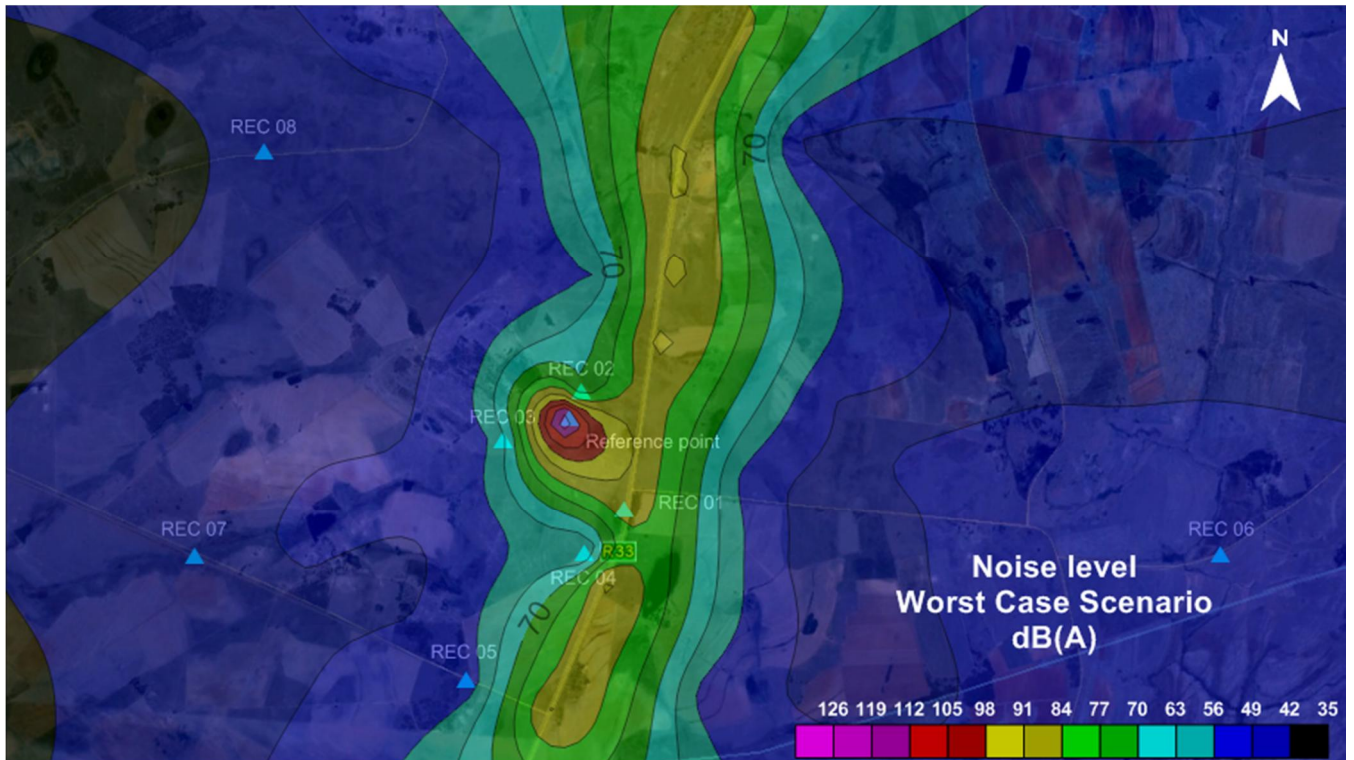 N
REC 08
70
70
REC 02
REC 03
Reference point
REC 01
REC 07
R33
REC 06
REC 04
70
REC 05
Noise level
Worst Case Scenario
dB(A)
126 119 112 105 98 91 84 77 70 63 56 49 42 35